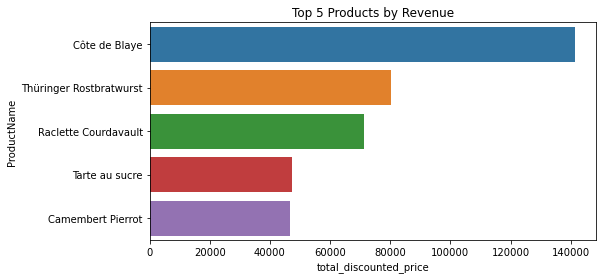 Top 5 Products by Revenue
ProductName
Côte de Blaye
Thüringer Rostbratwurst
Raclette Courdavault
Tarte au sucre
Camembert Pierrot
0 20000 40000 60000 80000 100000 120000 140000
total_discounted_price